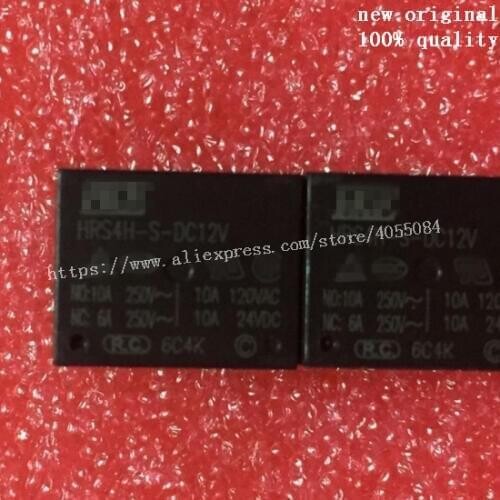 new original
100% quality
HRS4H-S-DC12V
S-DC12V
https://www.aliexpress.com/store/4055084
NO:10A 250V~ 10A 120VAC
NC: 6A 250V~ 10A 24VDC
R.C. 6C4K
NO:10A 250V~ 10A
NC: 6A 250V~ 10A
R.C. 6C4K